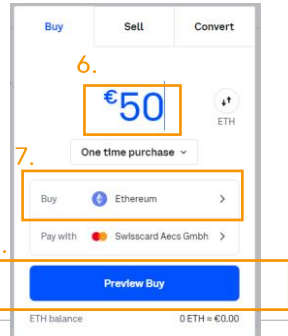 Buy Sell Convert
6.
€50
ETH
One time purchase
7.
Buy Ethereum
Pay with Swisscard Aecs Gmbh
.
Preview Buy
ETH balance 0 ETH = €0.00